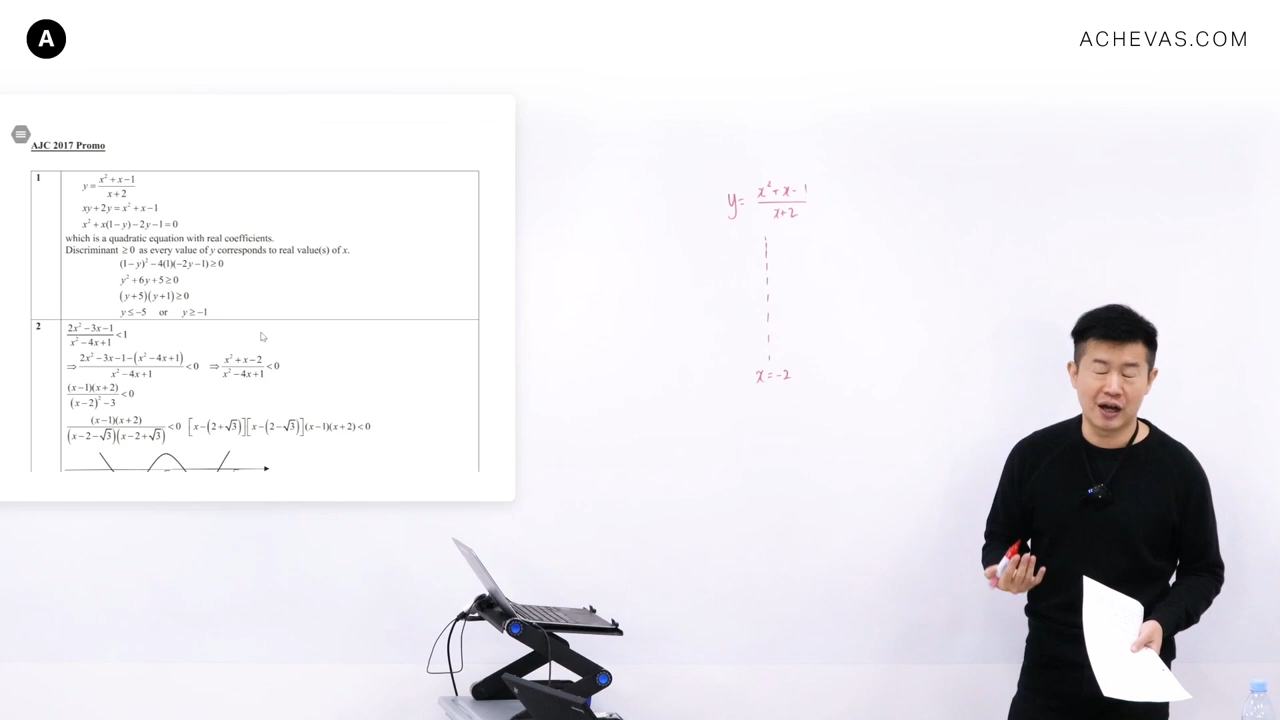 A
ACHEVAS.COM
AJC 2017 Promo
1
y = (x² + x − 1)/(x + 2)
xy + 2y = x² + x − 1
x² + x(1 − y) − 2y − 1 = 0
which is a quadratic equation with real coefficients.
Discriminant ≥ 0 as every value of y corresponds to real value(s) of x.
(1 − y)² − 4(1)(−2y − 1) ≥ 0
y² + 6y + 5 ≥ 0
(y + 5)(y + 1) ≥ 0
y ≤ −5 or y ≥ −1
2
(2x² − 3x − 1)/(x² − 4x + 1) < 1
⇒ (2x² − 3x − 1 − (x² − 4x + 1))/(x² − 4x + 1) < 0 ⇒ (x² + x − 2)/(x² − 4x + 1) < 0
(x − 1)(x + 2)/((x − 2)² − 3) < 0
(x − 1)(x + 2)/((x − 2 − √3)(x − 2 + √3)) < 0 [x − (2 + √3)][x − (2 − √3)](x − 1)(x + 2) < 0
y = (x² + x − 1)/(x + 2)
x = −2